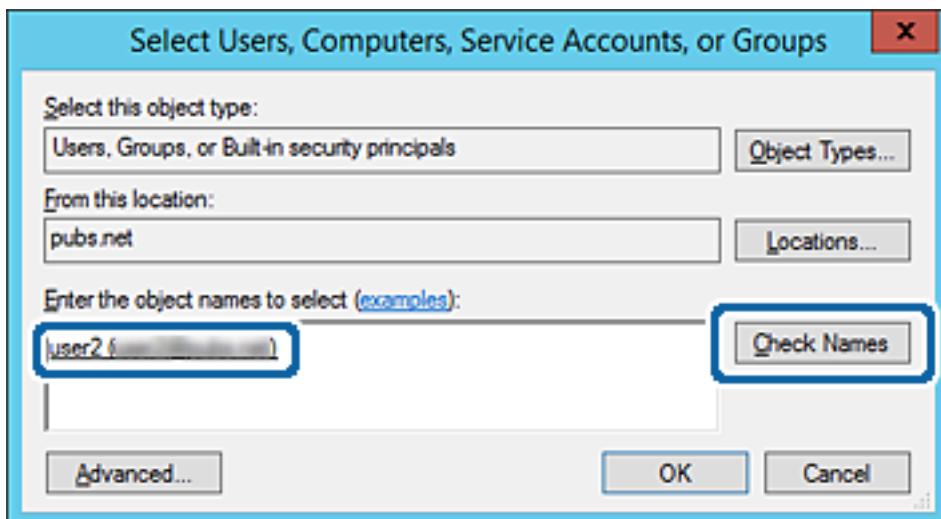 Select Users, Computers, Service Accounts, or Groups
x
Select this object type:
Users, Groups, or Built-in security principals
Object Types...
From this location:
pubs.net
Locations...
Enter the object names to select (examples):
user2 ( )
Check Names
Advanced...
OK
Cancel